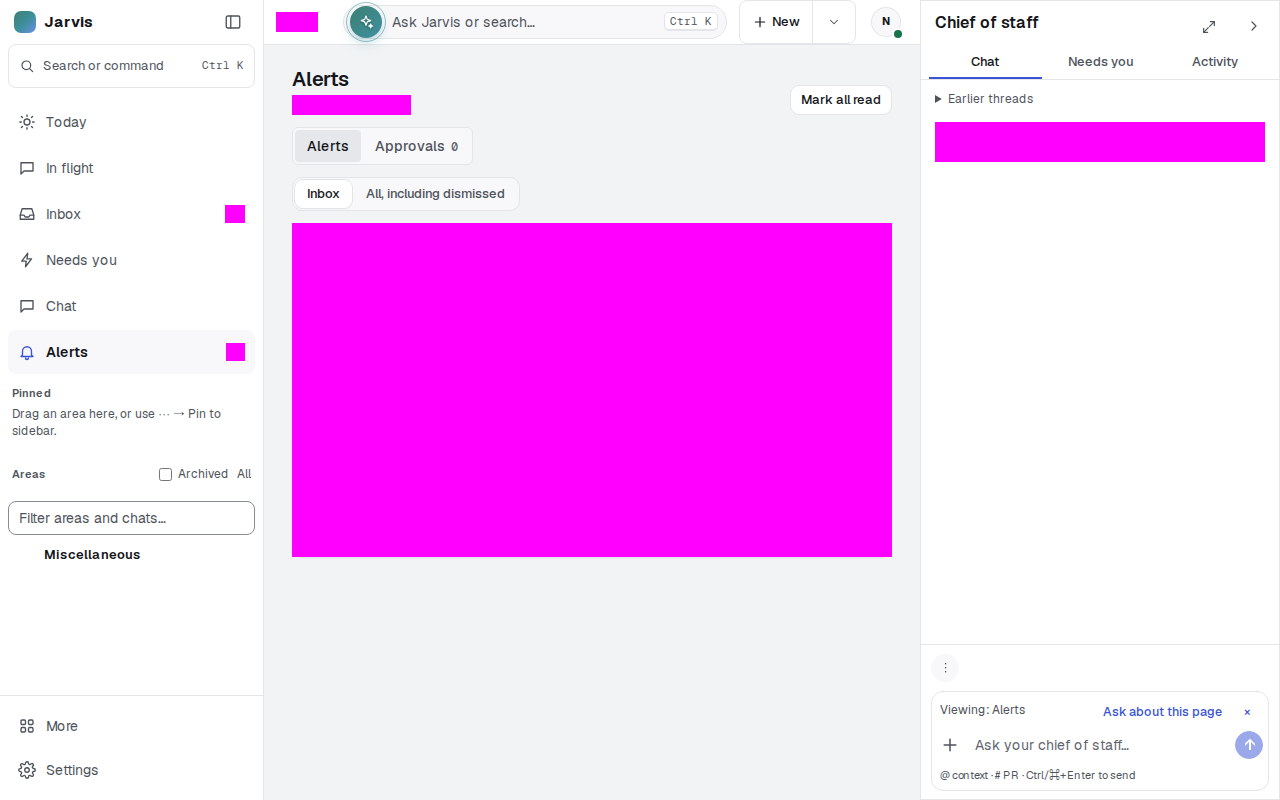 Jarvis
Search or command Ctrl K
Today
In flight
Inbox
Needs you
Chat
Alerts
Pinned
Drag an area here, or use ··· → Pin to
sidebar.
Areas Archived All
Filter areas and chats…
Miscellaneous
More
Settings
Ask Jarvis or search… Ctrl K
New
N
Alerts
Mark all read
Alerts Approvals 0
Inbox All, including dismissed
Chief of staff
Chat Needs you Activity
Earlier threads
Viewing: Alerts Ask about this page ×
Ask your chief of staff…
@ context · # PR · Ctrl/⌘+Enter to send